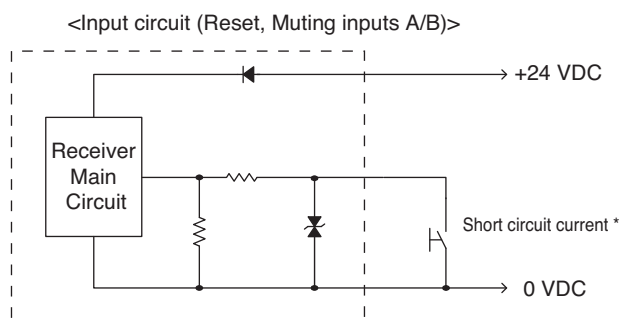 <Input circuit (Reset, Muting inputs A/B)>
+24 VDC
Receiver
Main
Circuit
Short circuit current *
0 VDC